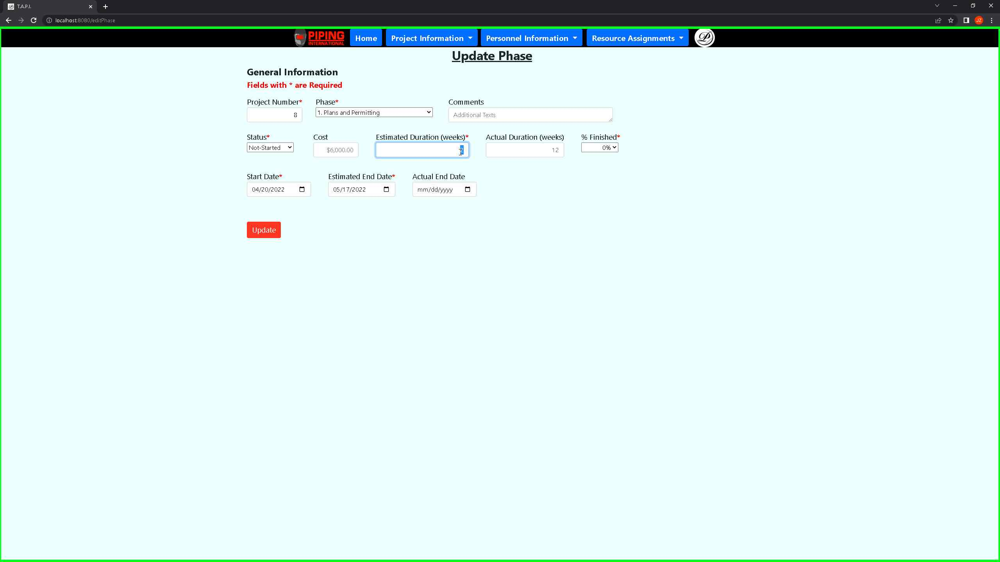 T.A.P.I.
localhost:8080/editPhase
JZ
PIPING INTERNATIONAL Home Project Information Personnel Information Resource Assignments
Update Phase
General Information
Fields with * are Required
Project Number* Phase* Comments
8 1. Plans and Permitting Additional Texts
Status* Cost Estimated Duration (weeks)* Actual Duration (weeks) % Finished*
Not-Started $6,000.00 2 12 0%
Start Date* Estimated End Date* Actual End Date
04/20/2022 05/17/2022 mm/dd/yyyy
Update